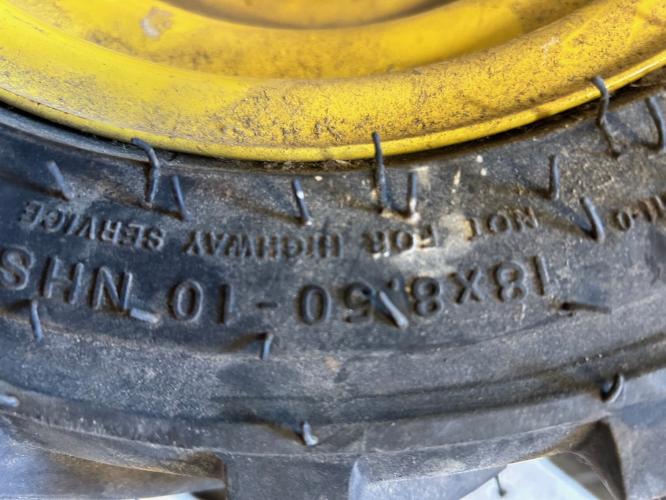 18X8.50-10 NHS
NOT FOR HIGHWAY SERVICE